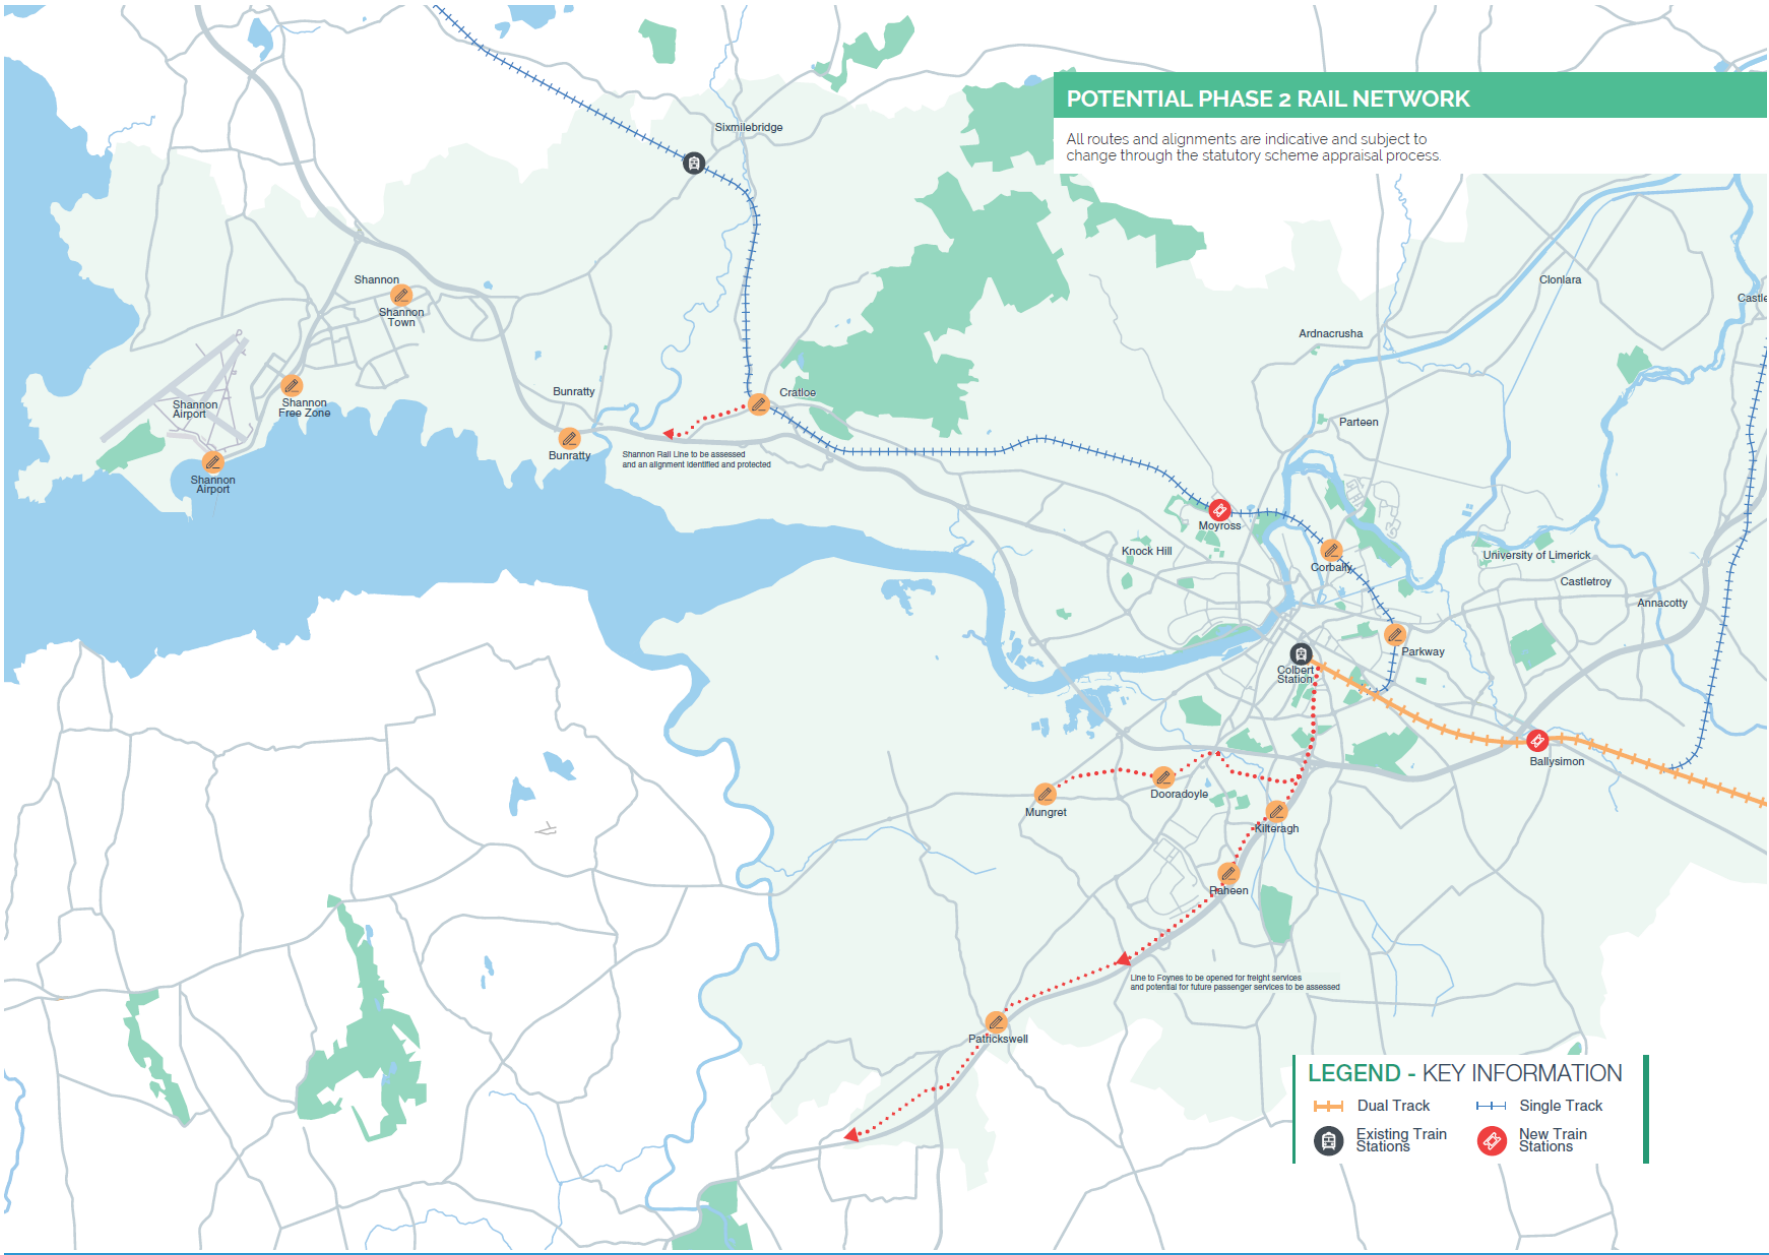 POTENTIAL PHASE 2 RAIL NETWORK
All routes and alignments are indicative and subject to
change through the statutory scheme appraisal process.
Sixmilebridge
Shannon
Shannon
Town
Clonlara
Castle
Ardnacrusha
Bunratty
Cratloe
Shannon
Airport
Shannon
Free Zone
Parteen
Bunratty
Shannon Rail Line to be assessed
and an alignment identified and protected
Shannon
Airport
Moyross
Knock Hill
Corbally
University of Limerick
Castletroy
Annacotty
Parkway
Colbert
Station
Ballysimon
Dooradoyle
Mungret
Kilteragh
Raheen
Line to Foynes to be opened for freight services
and potential for future passenger services to be assessed
Patrickswell
LEGEND - KEY INFORMATION
Dual Track
Single Track
Existing Train
Stations
New Train
Stations